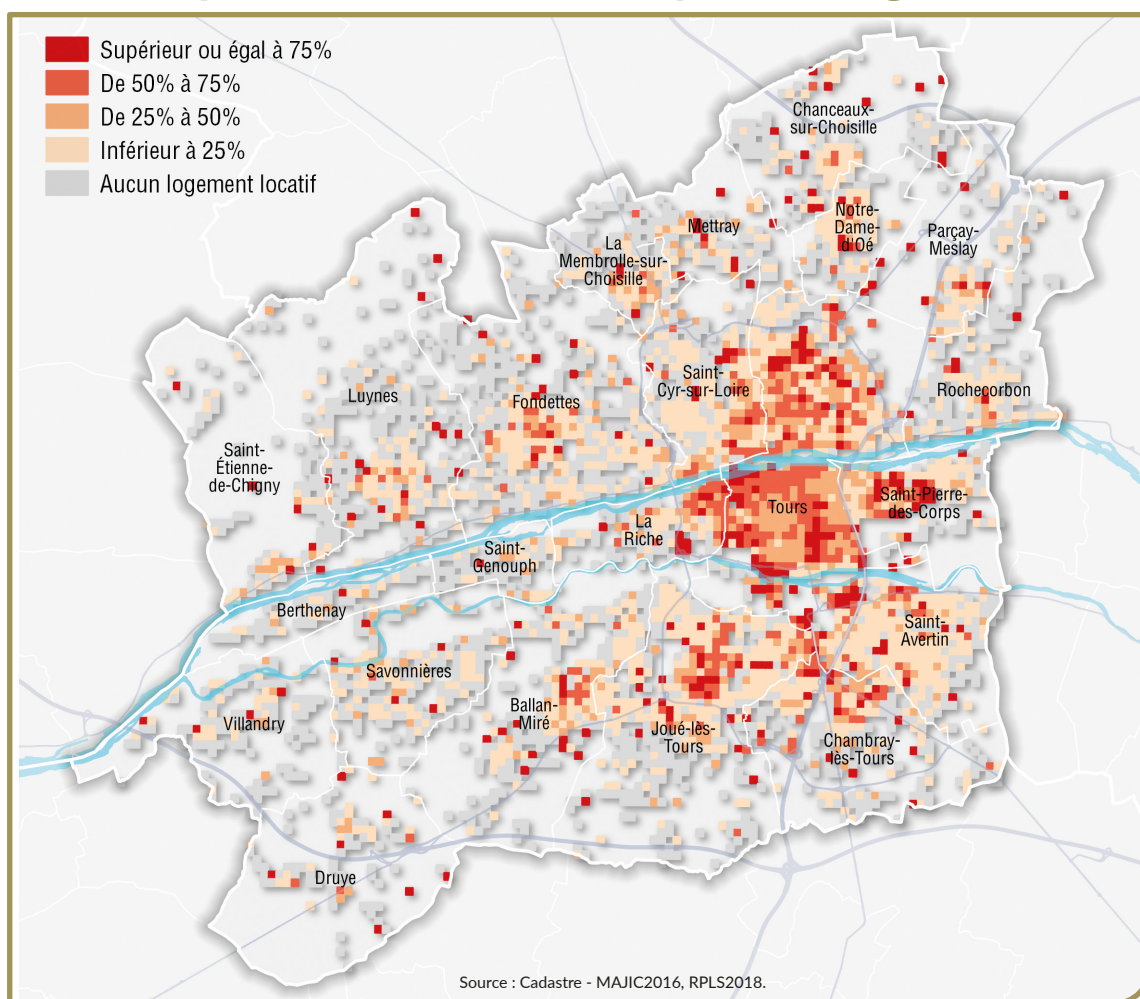 Supérieur ou égal à 75%
De 50% à 75%
De 25% à 50%
Inférieur à 25%
Aucun logement locatif
Chanceaux-
sur-Choisille
Notre-
Dame-
d'Oé
Mettray
Parçay-
Meslay
La
Membrolle-sur-
Choisille
Saint-
Cyr-sur-Loire
Rochecorbon
Luynes
Fondettes
Saint-
Étienne-
de-Chigny
Saint-Pierre-
des-Corps
Tours
La
Riche
Saint-
Genouph
Berthenay
Saint-
Avertin
Savonnières
Ballan-
Miré
Villandry
Joué-lès-
Tours
Chambray-
lès-Tours
Druye
Source : Cadastre - MAJIC2016, RPLS2018.